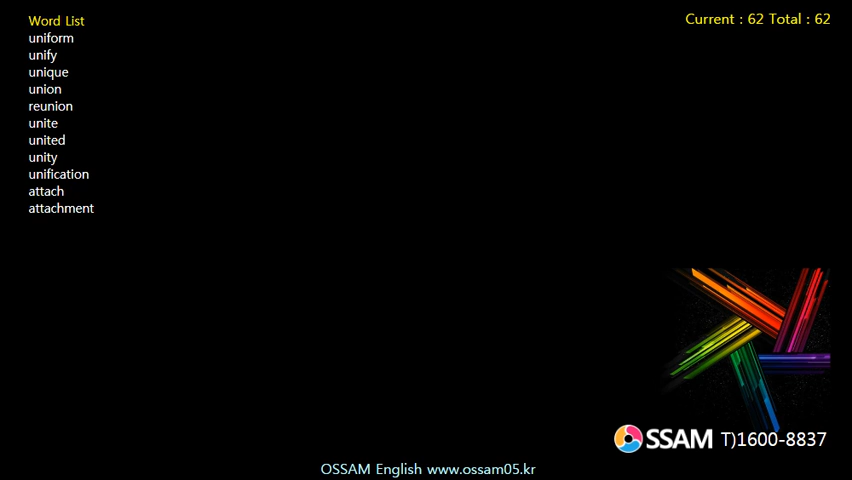 Word List
Current : 62 Total : 62
uniform
unify
unique
union
reunion
unite
united
unity
unification
attach
attachment
OSSAM T)1600-8837
OSSAM English www.ossam05.kr